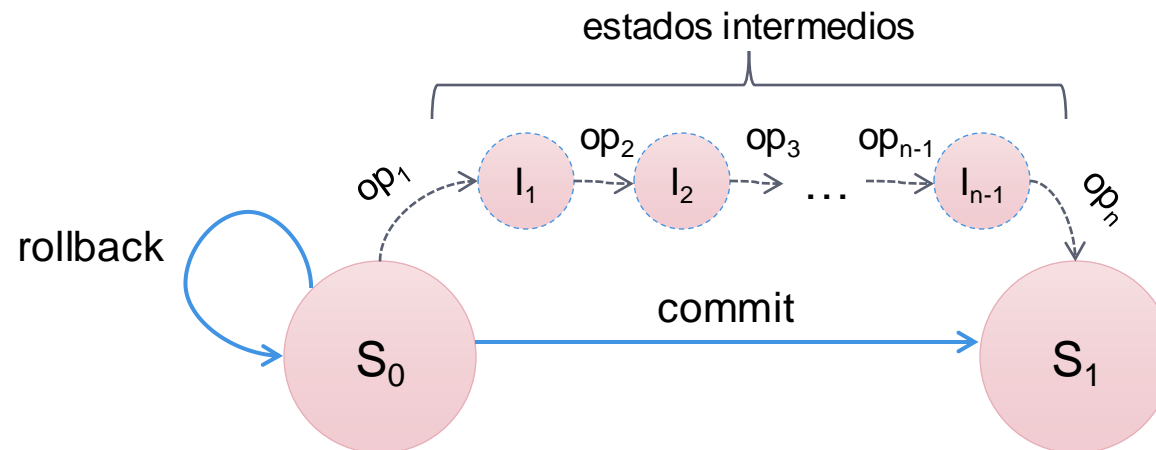 estados intermedios
op₁
op₂
op₃
opₙ₋₁
opₙ
I₁
I₂
...
Iₙ₋₁
rollback
commit
S₀
S₁